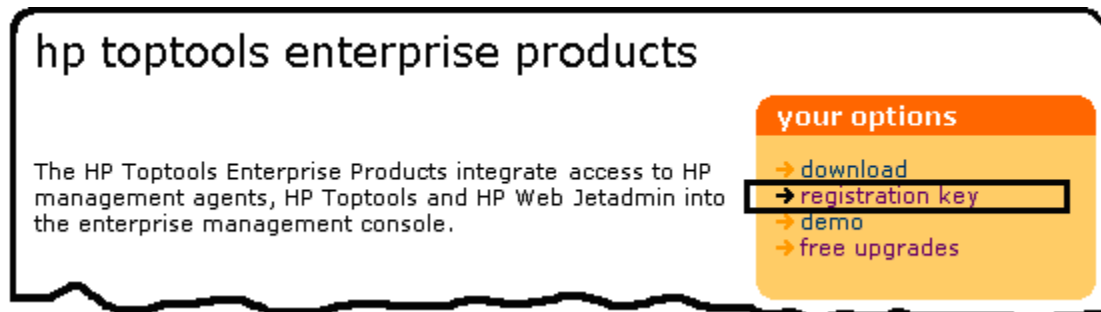 hp toptools enterprise products
your options
The HP Toptools Enterprise Products integrate access to HP
management agents, HP Toptools and HP Web Jetadmin into
the enterprise management console.
download
registration key
demo
free upgrades